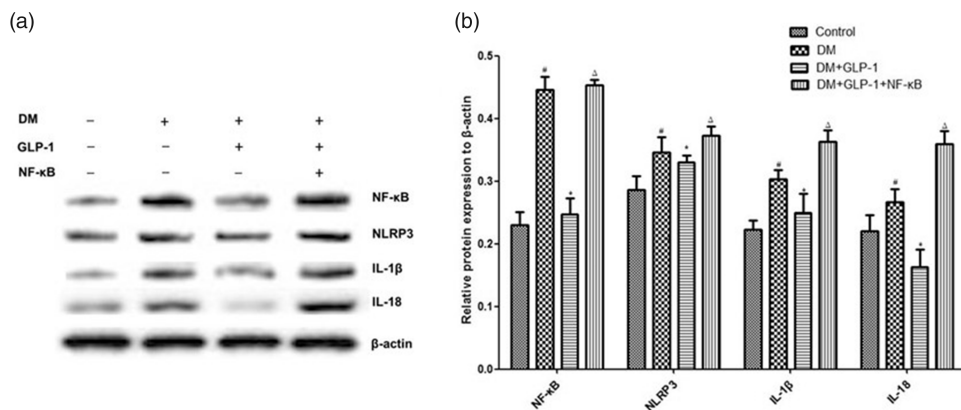 (a)
DM – + + +
GLP-1 – – + +
NF-κB – – – +
NF-κB
NLRP3
IL-1β
IL-18
β-actin
(b)
Control
DM
DM+GLP-1
DM+GLP-1+NF-κB
Relative protein expression to β-actin
0.5
0.4
0.3
0.2
0.1
0.0
# * Δ
# * Δ
# * Δ
# * Δ
NF-κB
NLRP3
IL-1β
IL-18